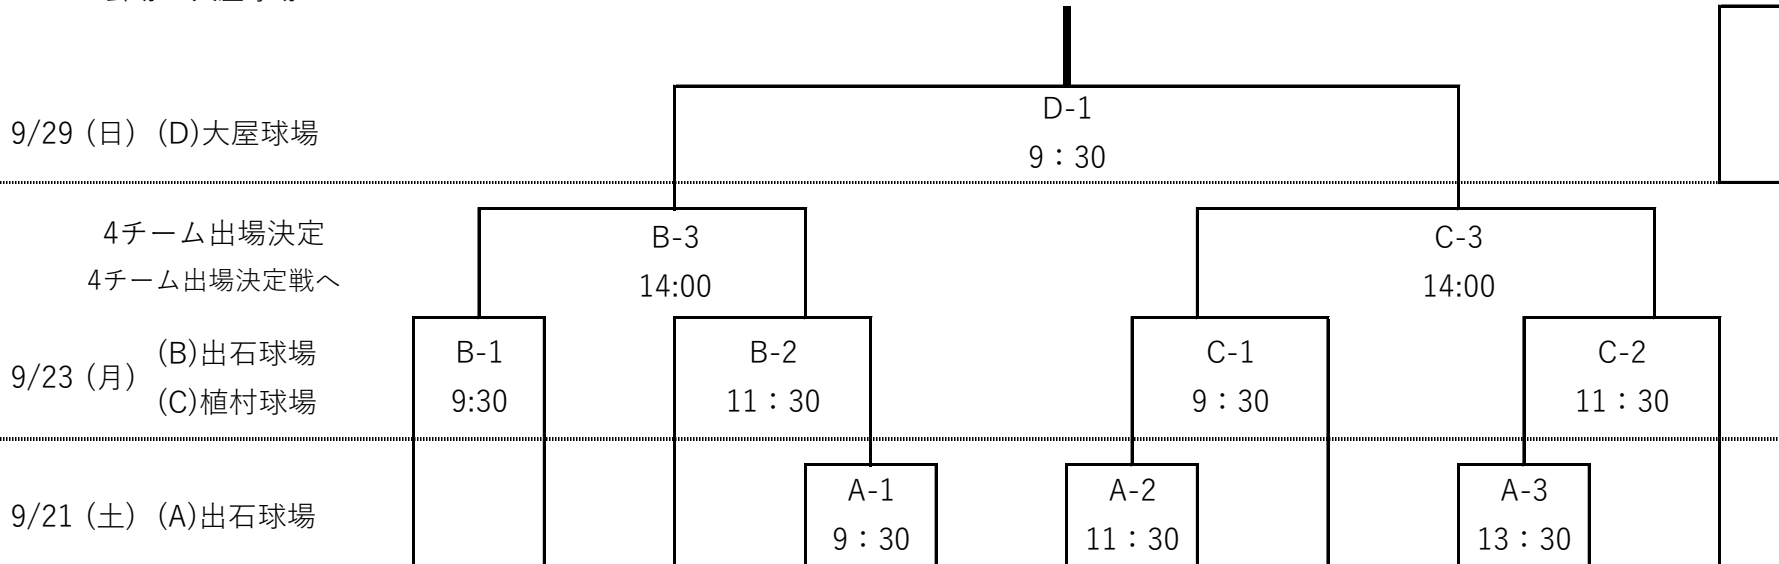 D-1
9/29 (日) (D)大屋球場
9：30
4チーム出場決定
B-3
C-3
4チーム出場決定戦へ
14:00
14:00
(B)出石球場
B-1
B-2
C-1
C-2
9/23 (月)
(C)植村球場
9:30
11：30
9：30
11：30
A-1
A-2
A-3
9/21 (土) (A)出石球場
9：30
11：30
13：30